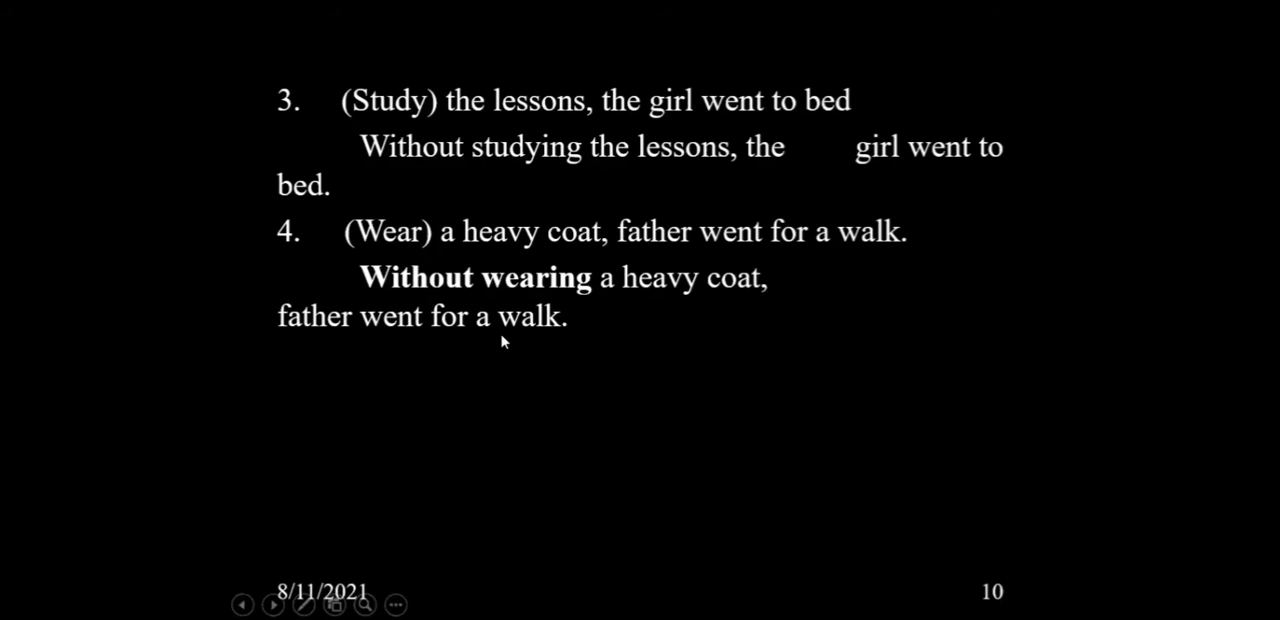 3. (Study) the lessons, the girl went to bed
Without studying the lessons, the girl went to
bed.
4. (Wear) a heavy coat, father went for a walk.
Without wearing a heavy coat,
father went for a walk.
8/11/2021 10